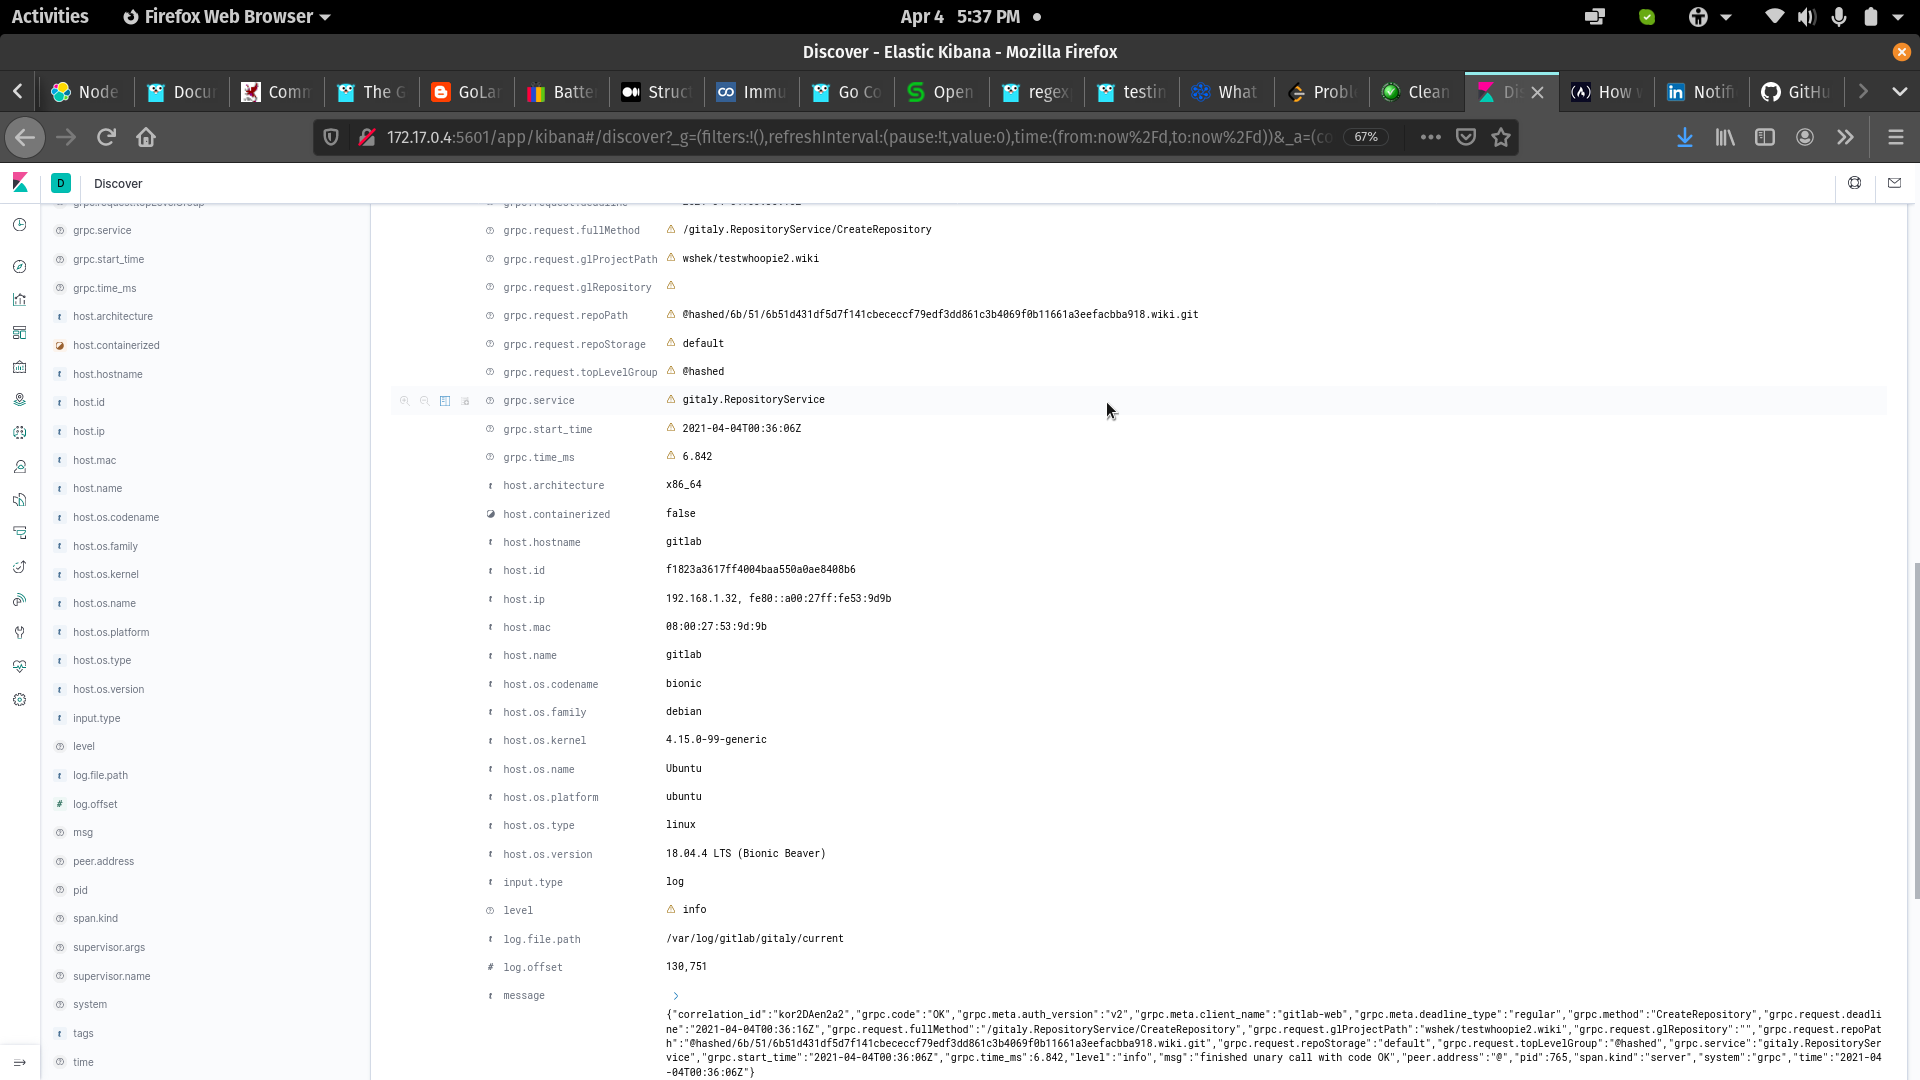 Activities
Firefox Web Browser
Apr 4 5:37 PM
Discover - Elastic Kibana - Mozilla Firefox
Node
Docu
Comm
The G
GoLan
Batte
Struct
Immu
Go Co
Open
regex
testin
What
Probl
Clean
Dis
How
Notifi
GitHu
172.17.0.4:5601/app/kibana#/discover?_g=(filters:!(),refreshInterval:(pause:!t,value:0),time:(from:now%2Fd,to:now%2Fd))&_a=(co
67%
D
Discover
grpc.request.topLevelGroup
grpc.service
grpc.start_time
grpc.time_ms
host.architecture
host.containerized
host.hostname
host.id
host.ip
host.mac
host.name
host.os.codename
host.os.family
host.os.kernel
host.os.name
host.os.platform
host.os.type
host.os.version
input.type
level
log.file.path
log.offset
msg
peer.address
pid
span.kind
supervisor.args
supervisor.name
system
tags
time
grpc.request.deadline
grpc.request.fullMethod /gitaly.RepositoryService/CreateRepository
grpc.request.glProjectPath wshek/testwhoopie2.wiki
grpc.request.glRepository
grpc.request.repoPath @hashed/6b/51/6b51d431df5d7f141cbececcf79edf3dd861c3b4069f0b11661a3eefacbba918.wiki.git
grpc.request.repoStorage default
grpc.request.topLevelGroup @hashed
grpc.service gitaly.RepositoryService
grpc.start_time 2021-04-04T00:36:06Z
grpc.time_ms 6.842
host.architecture x86_64
host.containerized false
host.hostname gitlab
host.id f1823a3617ff4004baa550a0ae8408b6
host.ip 192.168.1.32, fe80::a00:27ff:fe53:9d9b
host.mac 08:00:27:53:9d:9b
host.name gitlab
host.os.codename bionic
host.os.family debian
host.os.kernel 4.15.0-99-generic
host.os.name Ubuntu
host.os.platform ubuntu
host.os.type linux
host.os.version 18.04.4 LTS (Bionic Beaver)
input.type log
level info
log.file.path /var/log/gitlab/gitaly/current
log.offset 130,751
message
{"correlation_id":"kor2DAen2a2","grpc.code":"OK","grpc.meta.auth_version":"v2","grpc.meta.client_name":"gitlab-web","grpc.meta.deadline_type":"regular","grpc.method":"CreateRepository","grpc.request.deadli
ne":"2021-04-04T00:36:16Z","grpc.request.fullMethod":"/gitaly.RepositoryService/CreateRepository","grpc.request.glProjectPath":"wshek/testwhoopie2.wiki","grpc.request.glRepository":"","grpc.request.repoPat
h":"@hashed/6b/51/6b51d431df5d7f141cbececcf79edf3dd861c3b4069f0b11661a3eefacbba918.wiki.git","grpc.request.repoStorage":"default","grpc.request.topLevelGroup":"@hashed","grpc.service":"gitaly.RepositorySer
vice","grpc.start_time":"2021-04-04T00:36:06Z","grpc.time_ms":6.842,"level":"info","msg":"finished unary call with code OK","peer.address":"@","pid":765,"span.kind":"server","system":"grpc","time":"2021-04
-04T00:36:06Z"}